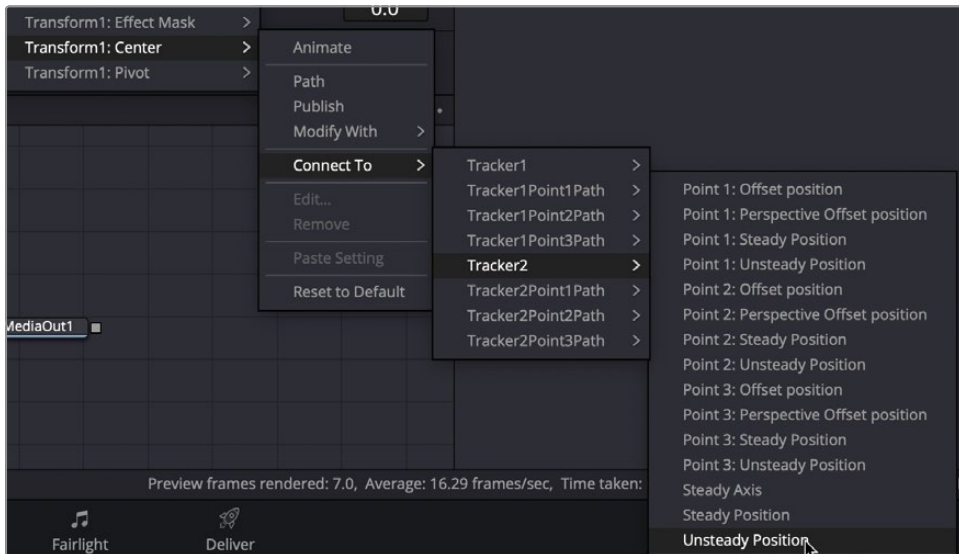 0.0
Transform1: Effect Mask >
Transform1: Center >
Transform1: Pivot >
Animate
Path
Publish
Modify With >
Connect To >
Edit...
Remove
Paste Setting
Reset to Default
Tracker1 >
Tracker1Point1Path >
Tracker1Point2Path >
Tracker1Point3Path >
Tracker2 >
Tracker2Point1Path >
Tracker2Point2Path >
Tracker2Point3Path >
Point 1: Offset position
Point 1: Perspective Offset position
Point 1: Steady Position
Point 1: Unsteady Position
Point 2: Offset position
Point 2: Perspective Offset position
Point 2: Steady Position
Point 2: Unsteady Position
Point 3: Offset position
Point 3: Perspective Offset position
Point 3: Steady Position
Point 3: Unsteady Position
Steady Axis
Steady Position
Unsteady Position
MediaOut1
Preview frames rendered: 7.0, Average: 16.29 frames/sec, Time taken:
Fairlight
Deliver